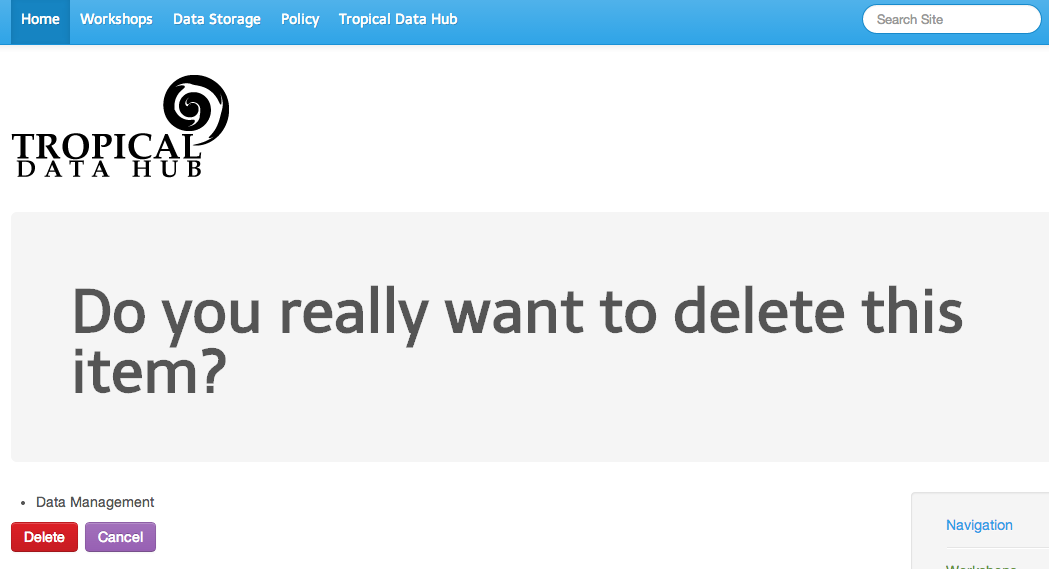 Home Workshops Data Storage Policy Tropical Data Hub Search Site
TROPICAL
DATA HUB
Do you really want to delete this
item?
Data Management
Delete Cancel
Navigation